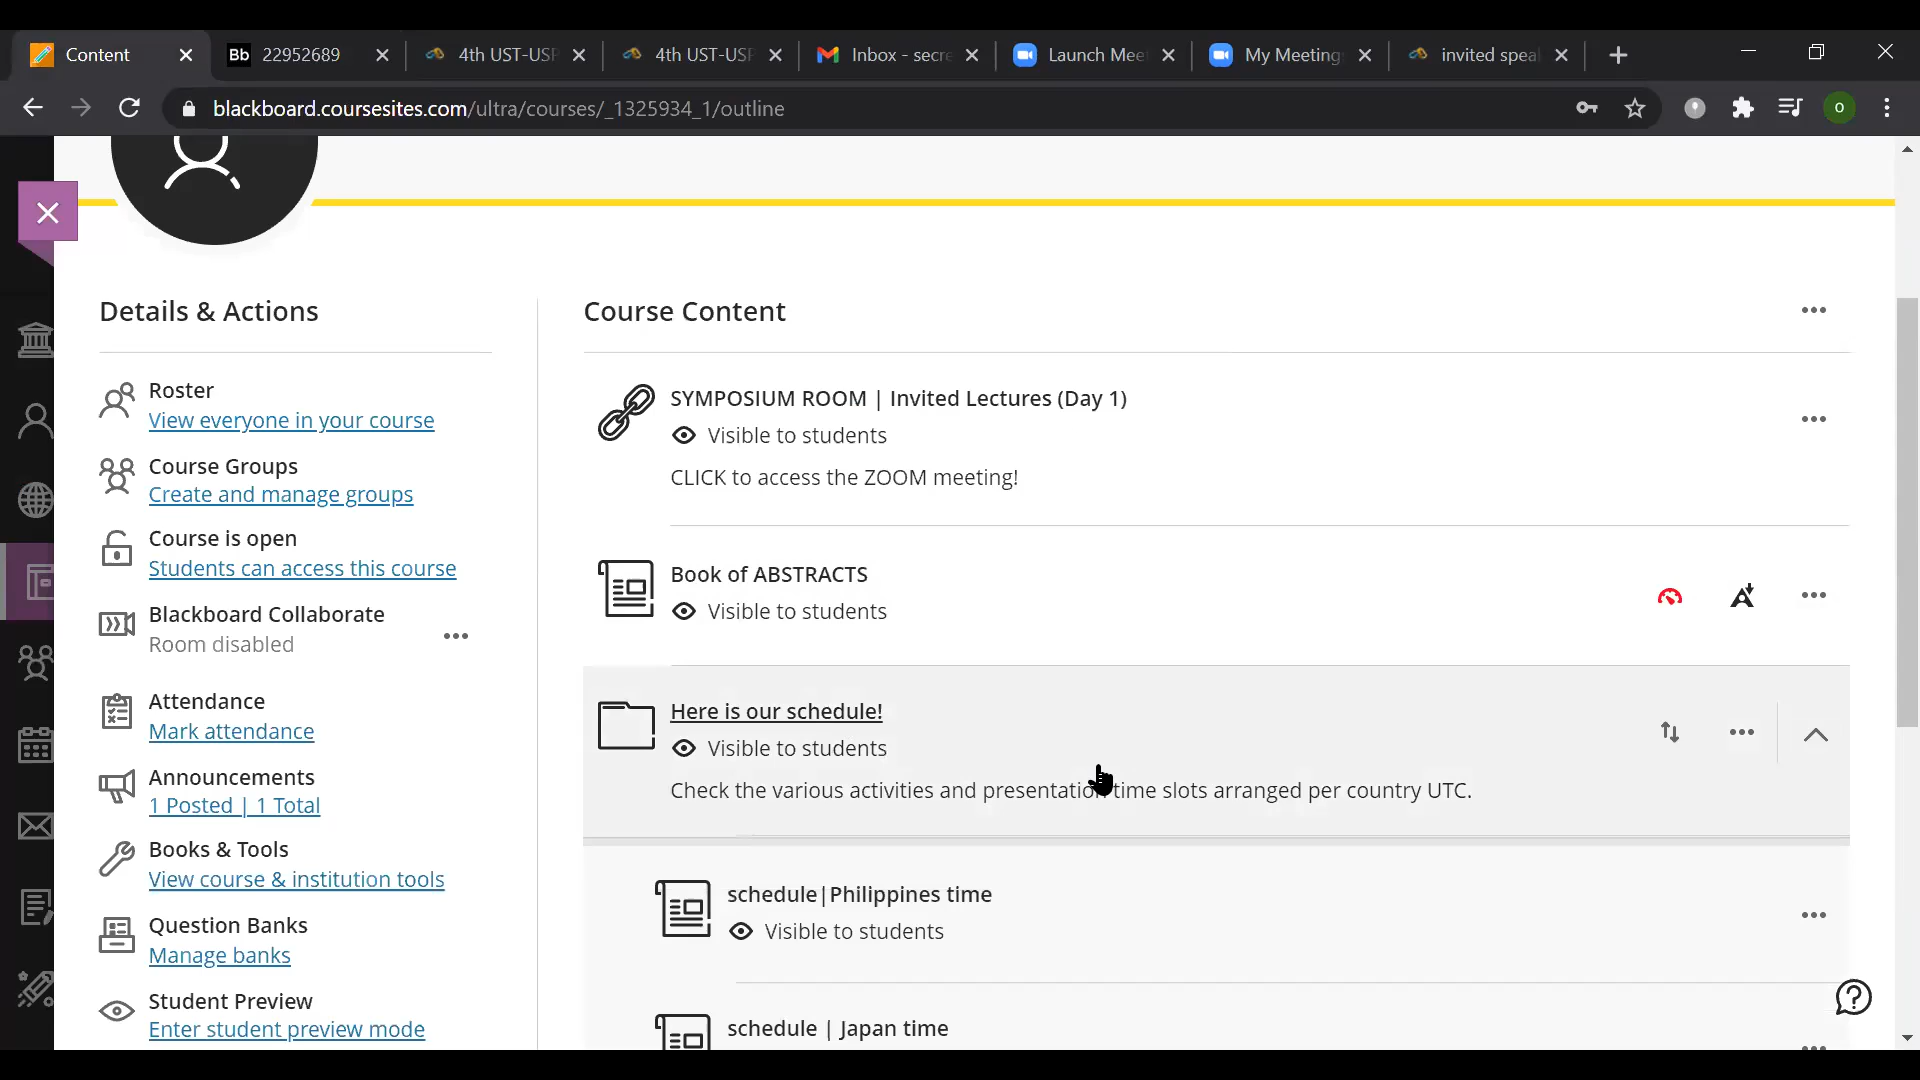 Content
Bb 22952689
4th UST-USP
4th UST-USP
Inbox - secre
Launch Mee
My Meeting
invited spea
blackboard.coursesites.com/ultra/courses/_1325934_1/outline
O
Details & Actions
Roster
View everyone in your course
Course Groups
Create and manage groups
Course is open
Students can access this course
Blackboard Collaborate
Room disabled
Attendance
Mark attendance
Announcements
1 Posted | 1 Total
Books & Tools
View course & institution tools
Question Banks
Manage banks
Student Preview
Enter student preview mode
Course Content
SYMPOSIUM ROOM | Invited Lectures (Day 1)
Visible to students
CLICK to access the ZOOM meeting!
Book of ABSTRACTS
Visible to students
Here is our schedule!
Visible to students
Check the various activities and presentation time slots arranged per country UTC.
schedule|Philippines time
Visible to students
schedule | Japan time